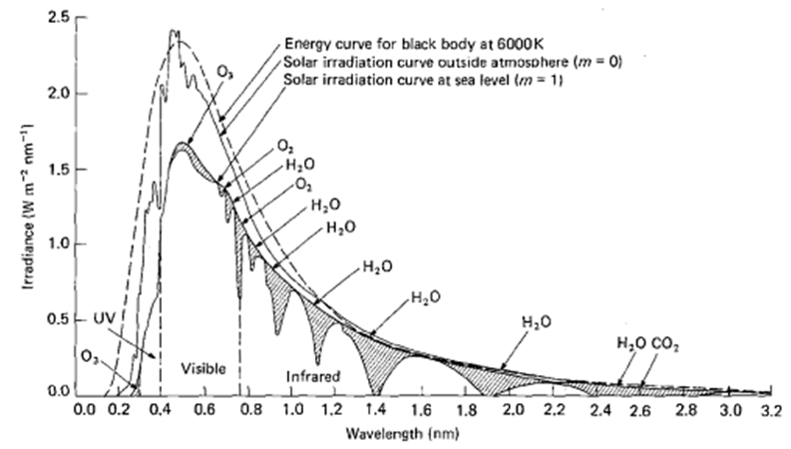 2.5
2.0
1.5
1.0
0.5
0.0
Irradiance (W m⁻² nm⁻¹)
Energy curve for black body at 6000K
Solar irradiation curve outside atmosphere (m = 0)
Solar irradiation curve at sea level (m = 1)
O₃
O₂
H₂O
O₂
H₂O
H₂O
H₂O
H₂O
H₂O
H₂O CO₂
UV
O₃
Visible
Infrared
0.0 0.2 0.4 0.6 0.8 1.0 1.2 1.4 1.6 1.8 2.0 2.2 2.4 2.6 2.8 3.0 3.2
Wavelength (nm)